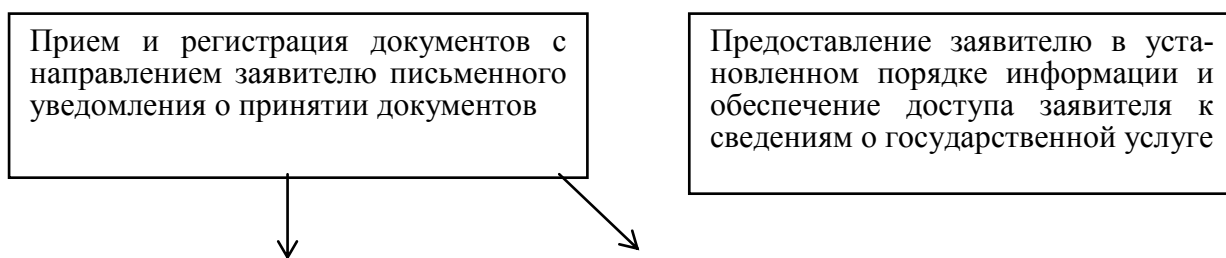 Прием и регистрация документов с
направлением заявителю письменного
уведомления о принятии документов
Предоставление заявителю в уста-
новленном порядке информации и
обеспечение доступа заявителя к
сведениям о государственной услуге